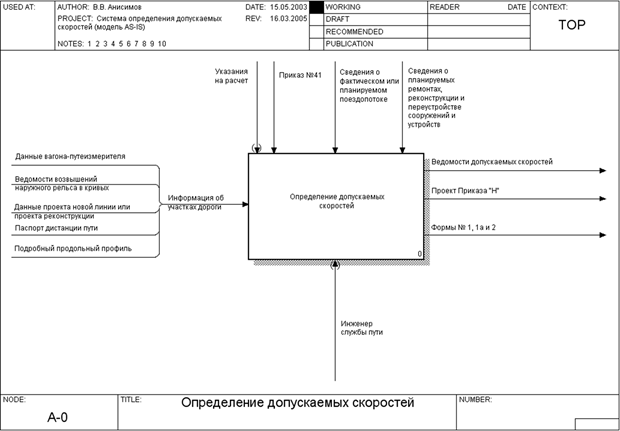 USED AT:
AUTHOR: В.В. Анисимов
DATE: 15.05.2003
WORKING
READER
DATE
CONTEXT:
PROJECT: Система определения допускаемых
скоростей (модель AS-IS)
REV: 16.03.2005
DRAFT
RECOMMENDED
NOTES: 1 2 3 4 5 6 7 8 9 10
PUBLICATION
TOP
Указания
на расчет
Приказ №41
Сведения о
фактическом или
планируемом
поездопотоке
Сведения о
планируемых
ремонтах,
реконструкции и
переустройстве
сооружений и
устройств
Данные вагона-путеизмерителя
Ведомости возвышений
наружного рельса в кривых
Данные проекта новой линии или
проекта реконструкции
Паспорт дистанции пути
Подробный продольный профиль
Информация об
участках дороги
Определение допускаемых
скоростей
0
Ведомости допускаемых скоростей
Проект Приказа "Н"
Формы № 1, 1а и 2
Инженер
службы пути
NODE:
A-0
TITLE:
Определение допускаемых скоростей
NUMBER: